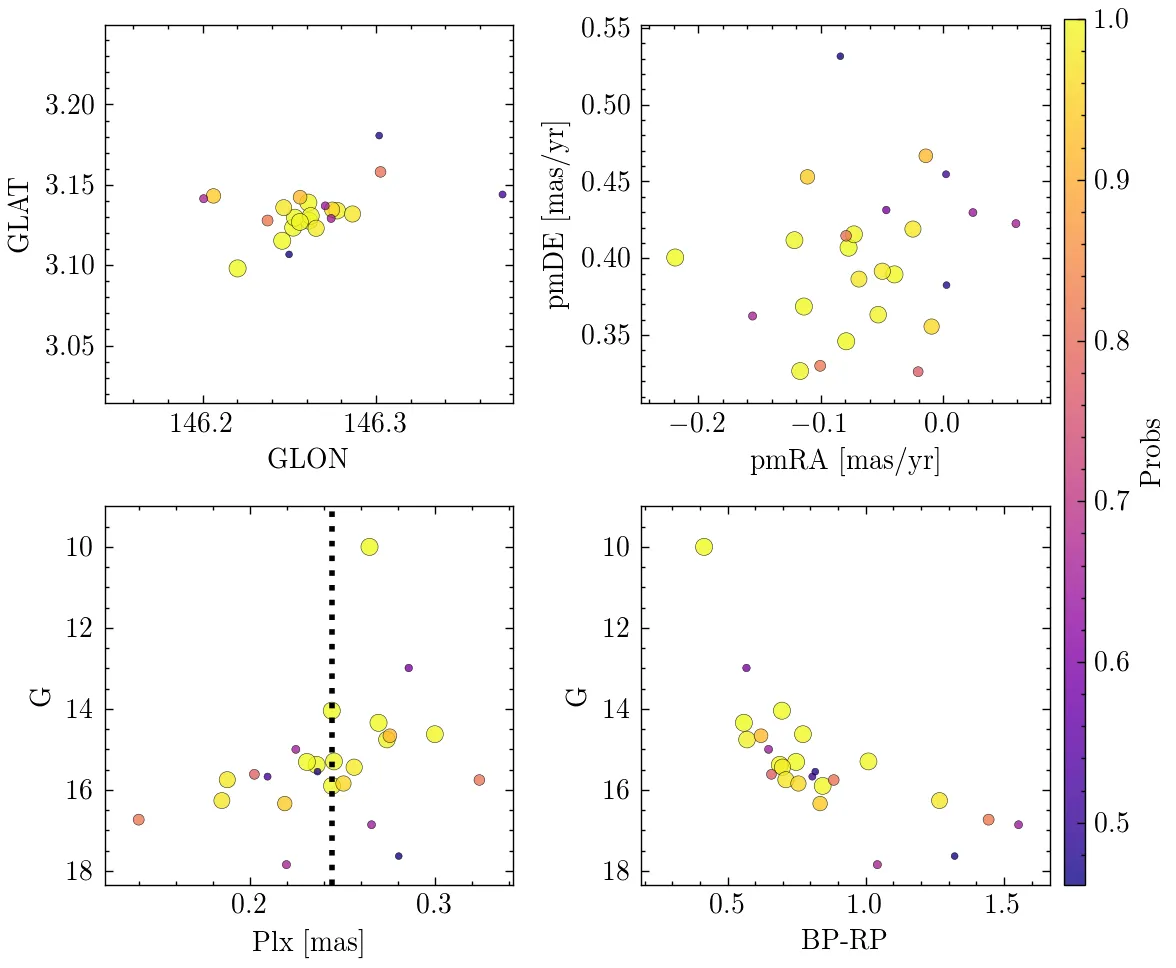 3.20
3.15
3.10
3.05
GLAT
146.2 146.3
GLON
0.55
0.50
0.45
0.40
0.35
pmDE [mas/yr]
−0.2 −0.1 0.0
pmRA [mas/yr]
10
12
14
16
18
G
0.2 0.3
Plx [mas]
10
12
14
16
18
G
0.5 1.0 1.5
BP-RP
1.0
0.9
0.8
0.7
0.6
0.5
Probs